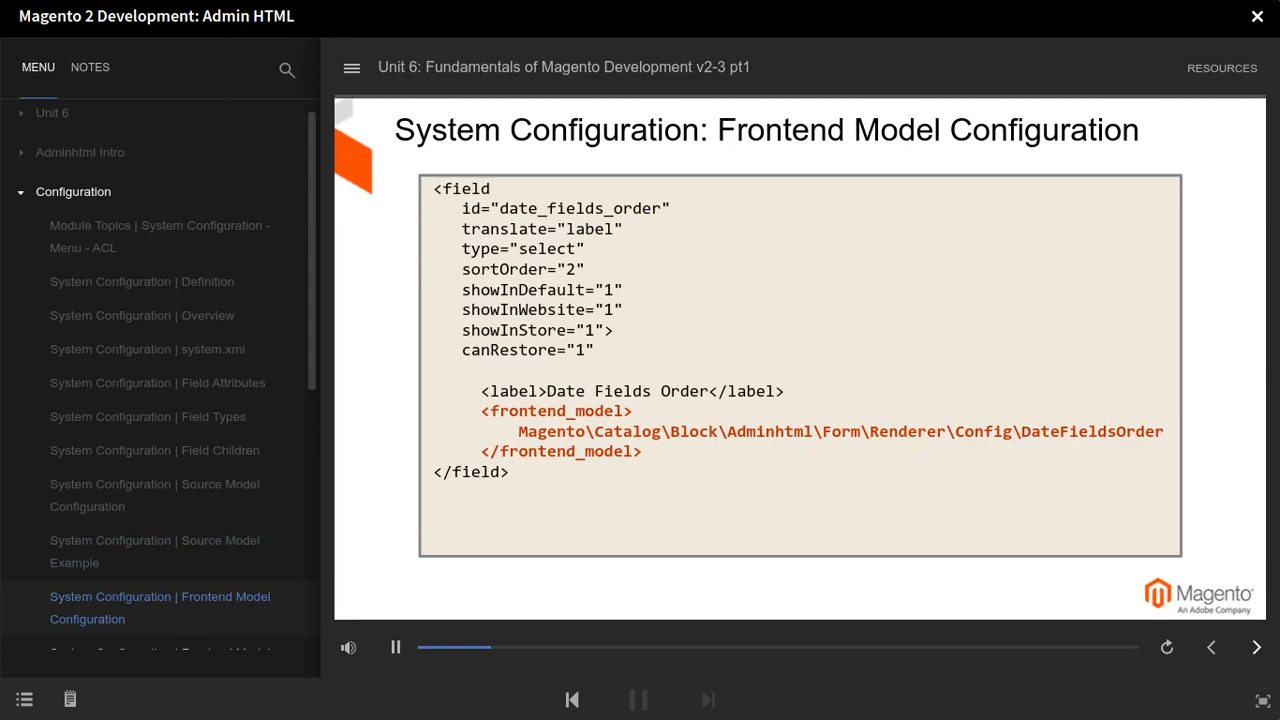 Magento 2 Development: Admin HTML
MENU
NOTES
Unit 6: Fundamentals of Magento Development v2-3 pt1
RESOURCES
Unit 6
Adminhtml Intro
Configuration
Module Topics | System Configuration -
Menu - ACL
System Configuration | Definition
System Configuration | Overview
System Configuration | system.xml
System Configuration | Field Attributes
System Configuration | Field Types
System Configuration | Field Children
System Configuration | Source Model
Configuration
System Configuration | Source Model
Example
System Configuration | Frontend Model
Configuration
System Configuration: Frontend Model Configuration
<field
id="date_fields_order"
translate="label"
type="select"
sortOrder="2"
showInDefault="1"
showInWebsite="1"
showInStore="1">
canRestore="1"
<label>Date Fields Order</label>
<frontend_model>
Magento\Catalog\Block\Adminhtml\Form\Renderer\Config\DateFieldsOrder
</frontend_model>
</field>
Magento
An Adobe Company